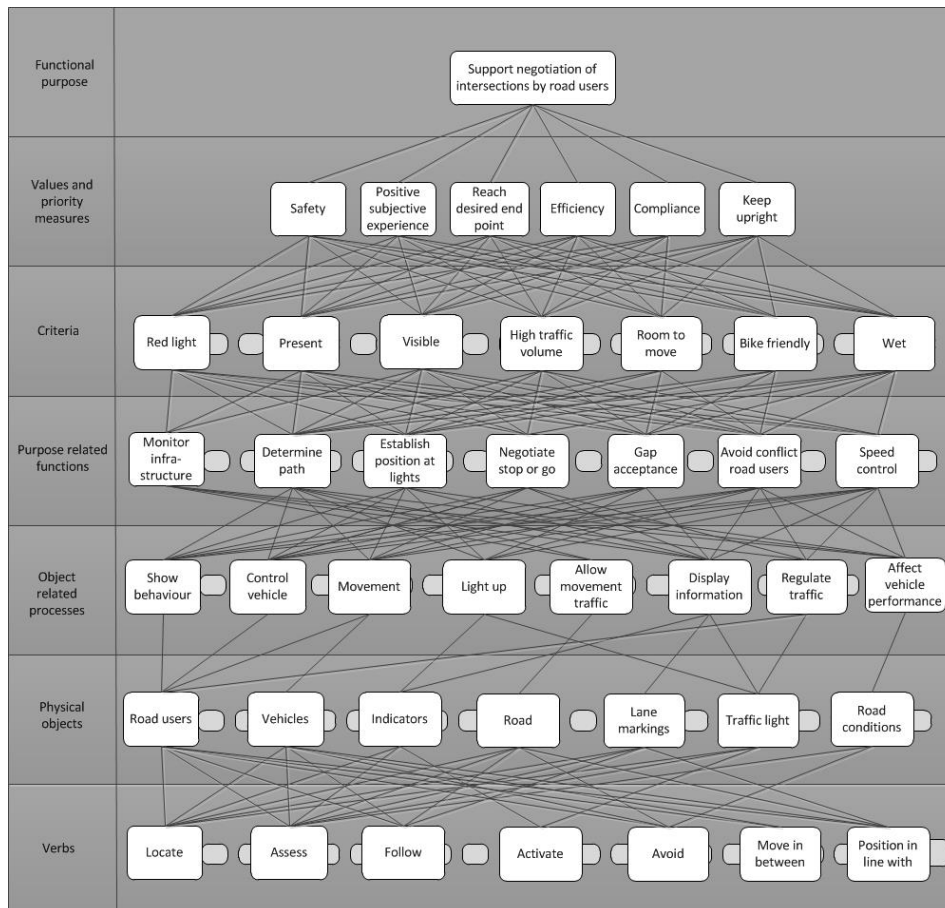 Functional
purpose
Support negotiation of
intersections by road users
Values and
priority
measures
Safety
Positive
subjective
experience
Reach
desired end
point
Efficiency
Compliance
Keep
upright
Criteria
Red light
Present
Visible
High traffic
volume
Room to
move
Bike friendly
Wet
Purpose related
functions
Monitor
infra-
structure
Determine
path
Establish
position at
lights
Negotiate
stop or go
Gap
acceptance
Avoid conflict
road users
Speed
control
Object
related
processes
Show
behaviour
Control
vehicle
Movement
Light up
Allow
movement
traffic
Display
information
Regulate
traffic
Affect
vehicle
performance
Physical
objects
Road users
Vehicles
Indicators
Road
Lane
markings
Traffic light
Road
conditions
Verbs
Locate
Assess
Follow
Activate
Avoid
Move in
between
Position in
line with